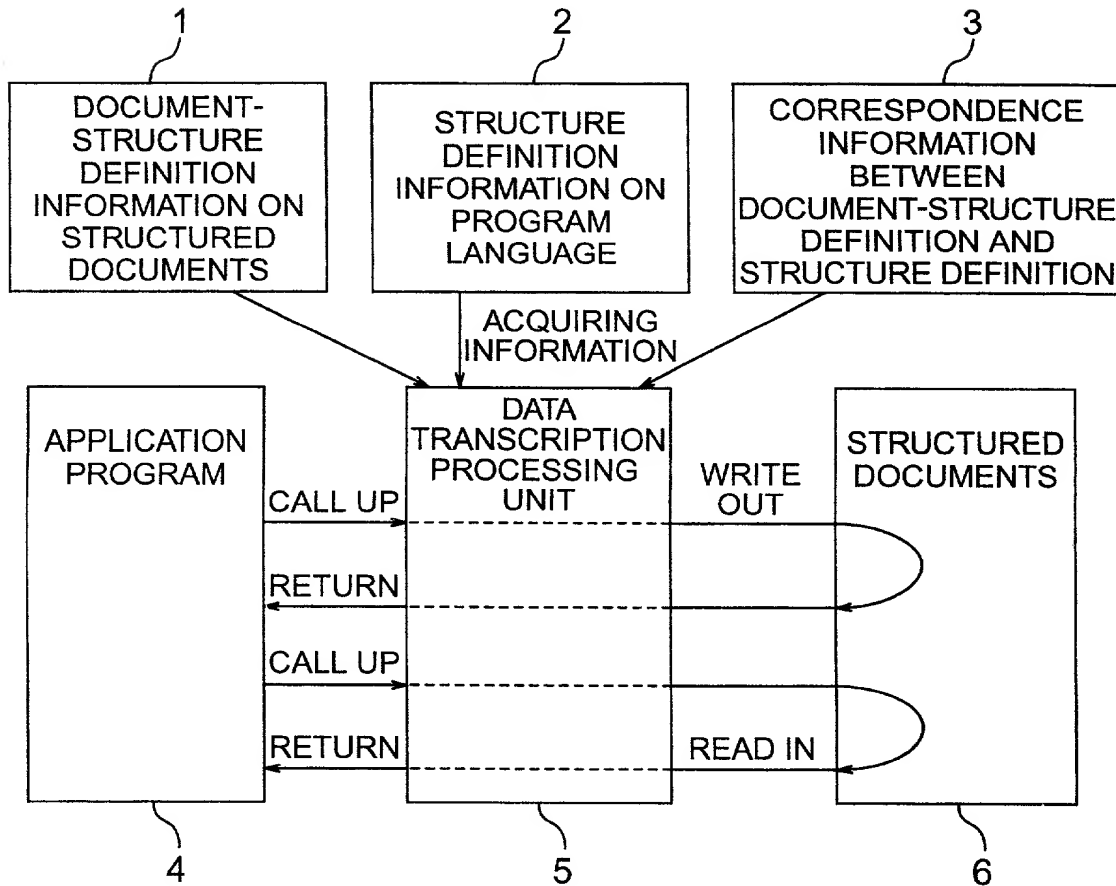 1
2
3
DOCUMENT-
STRUCTURE
DEFINITION
INFORMATION ON
STRUCTURED
DOCUMENTS
STRUCTURE
DEFINITION
INFORMATION ON
PROGRAM
LANGUAGE
CORRESPONDENCE
INFORMATION
BETWEEN
DOCUMENT-STRUCTURE
DEFINITION AND
STRUCTURE DEFINITION
ACQUIRING
INFORMATION
APPLICATION
PROGRAM
DATA
TRANSCRIPTION
PROCESSING
UNIT
STRUCTURED
DOCUMENTS
CALL UP
WRITE
OUT
RETURN
CALL UP
RETURN
READ IN
4
5
6